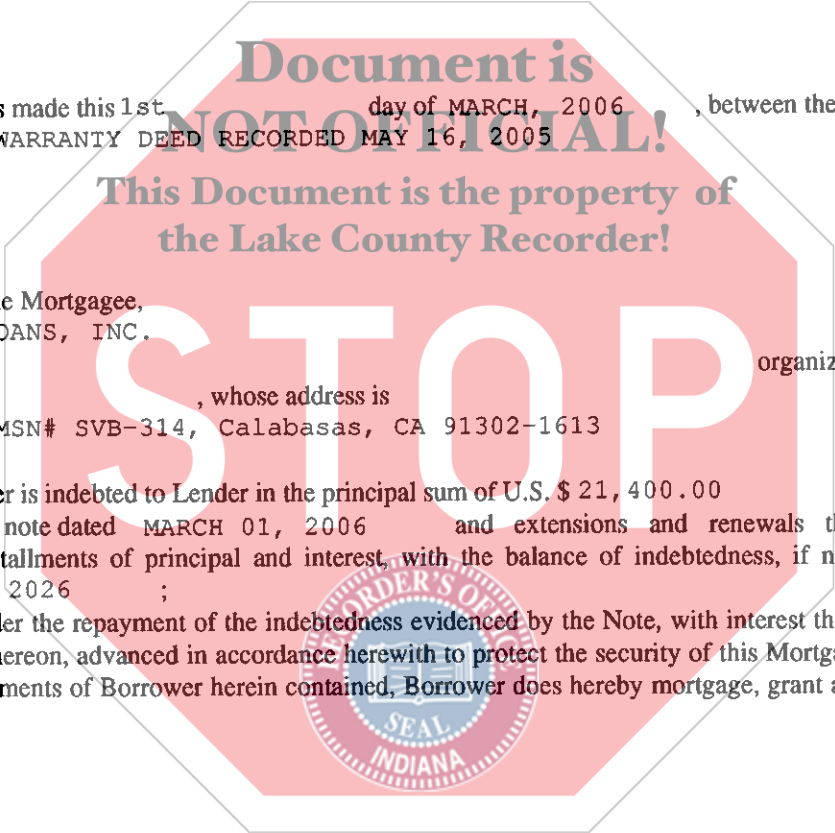 Document is
s made this 1st day of MARCH, 2006 , between the
NOT OFFICIAL!
WARRANTY DEED RECORDED MAY 16, 2005
This Document is the property of
the Lake County Recorder!
e Mortgagee,
OANS, INC.
STOP
organiz
, whose address is
MSN# SVB-314, Calabasas, CA 91302-1613
er is indebted to Lender in the principal sum of U.S. $ 21,400.00
note dated MARCH 01, 2006 and extensions and renewals th
tallments of principal and interest, with the balance of indebtedness, if n
2026 ;
der the repayment of the indebtedness evidenced by the Note, with interest the
hereon, advanced in accordance herewith to protect the security of this Mortga
ments of Borrower herein contained, Borrower does hereby mortgage, grant a
RECORDER'S OFFICE
SEAL
INDIANA